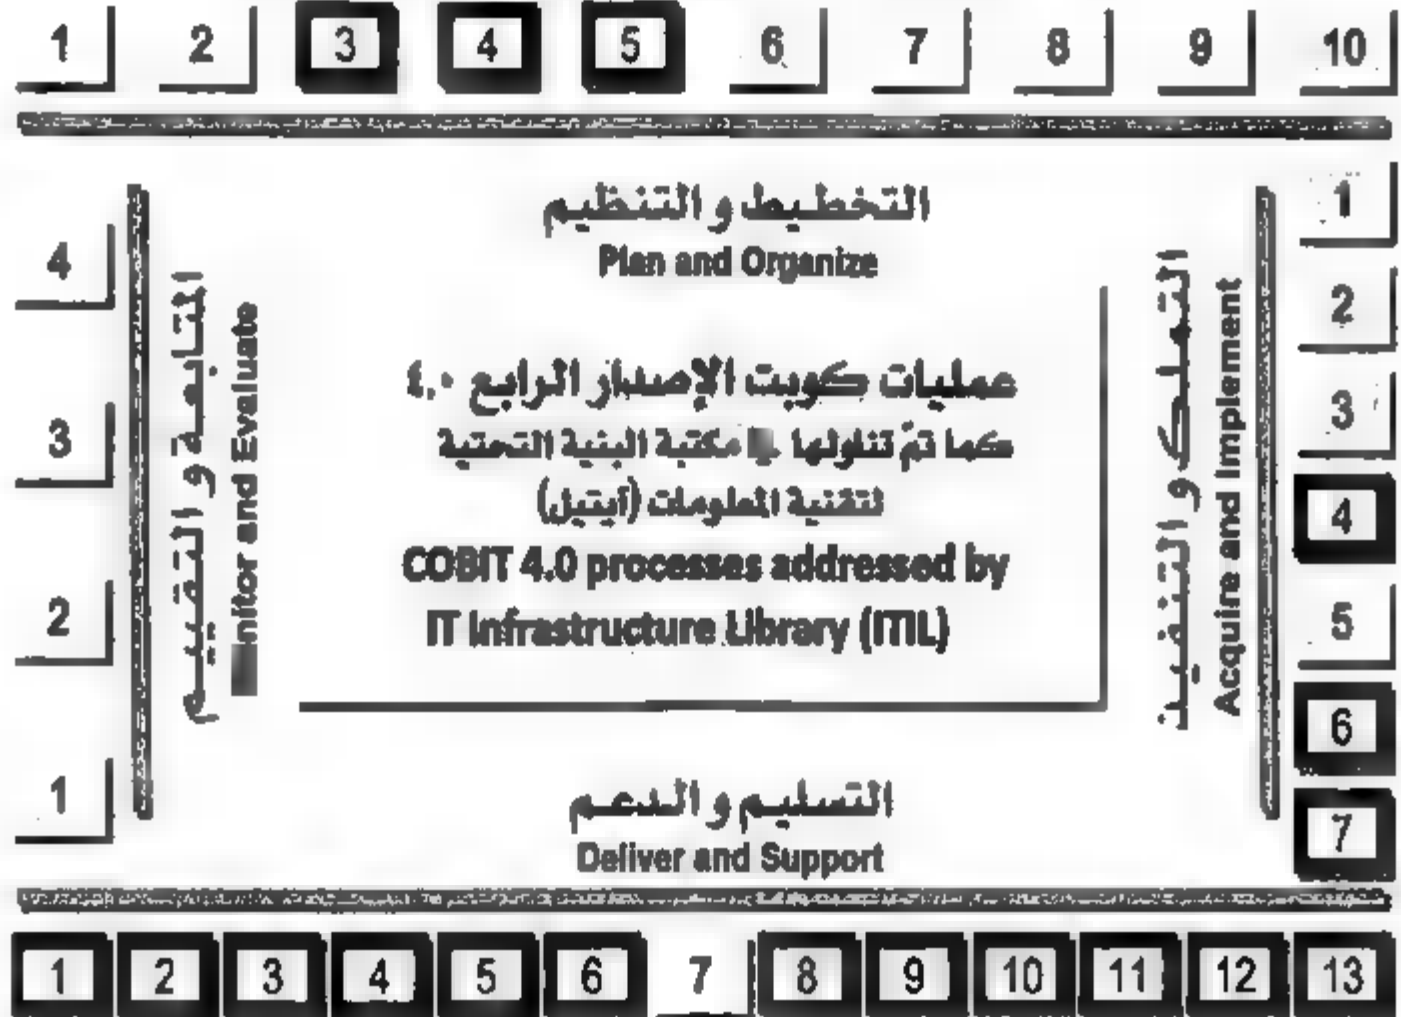 1 2 3 4 5 6 7 8 9 10
التخطيط و التنظيم
Plan and Organize
4
3
2
1
المتابعة و التقييم
nitor and Evaluate
عمليات كوبت الإصدار الرابع ٤.٠
كما تمّ تناولها مكتبة البنية التحتية
لتقنية المعلومات (آيتيل)
COBIT 4.0 processes addressed by
IT Infrastructure Library (ITIL)
التملك و التنفيذ
Acquire and Implement
1
2
3
4
5
6
7
التسليم و الدعم
Deliver and Support
1 2 3 4 5 6 7 8 9 10 11 12 13